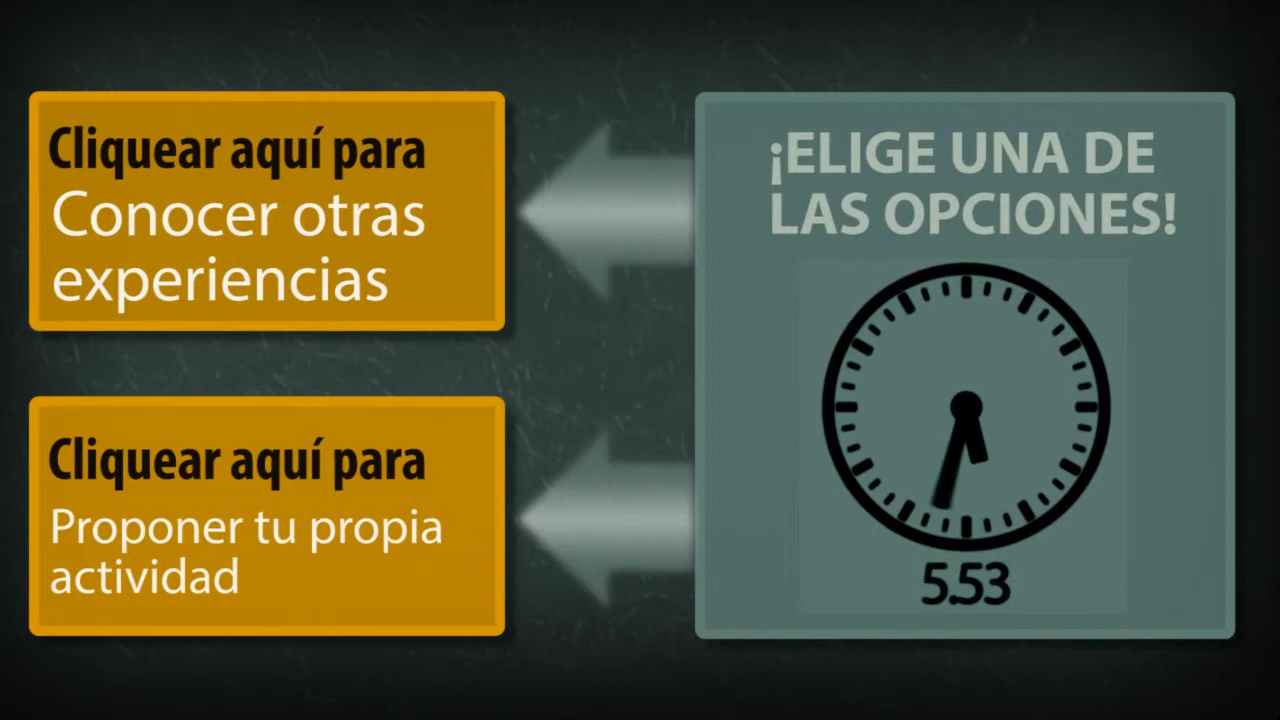 Cliquear aquí para
Conocer otras
experiencias
Cliquear aquí para
Proponer tu propia
actividad
¡ELIGE UNA DE
LAS OPCIONES!
5.53